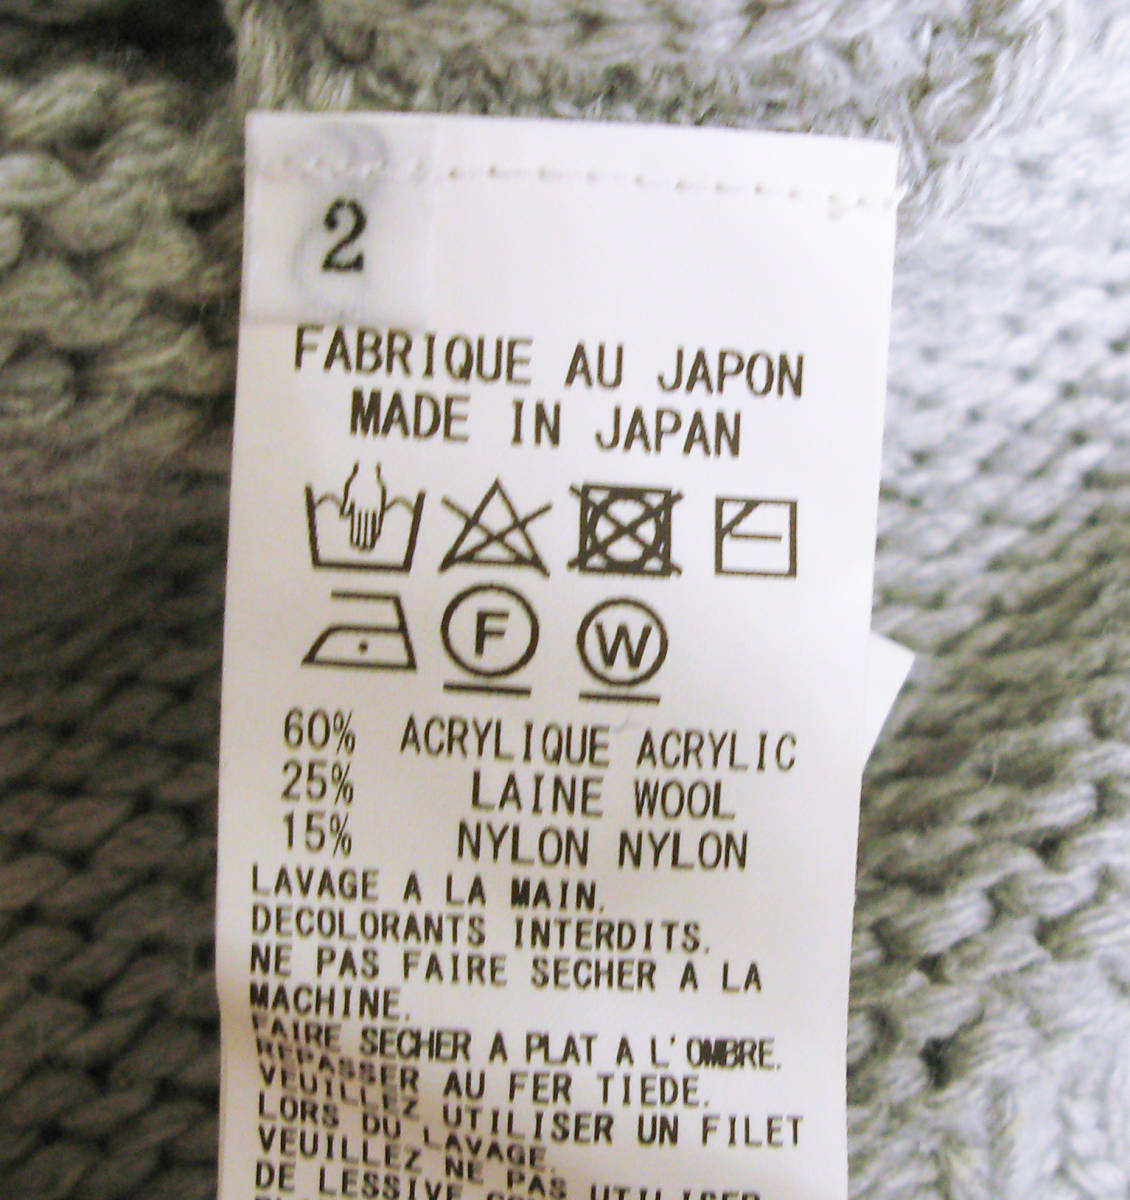 2
FABRIQUE AU JAPON
MADE IN JAPAN
F W
60% ACRYLIQUE ACRYLIC
25% LAINE WOOL
15% NYLON NYLON
LAVAGE A LA MAIN.
DECOLORANTS INTERDITS.
NE PAS FAIRE SECHER A LA
MACHINE.
FAIRE SECHER A PLAT A L'OMBRE.
REPASSER AU FER TIEDE.
VEUILLEZ UTILISER UN FILET
LORS DU LAVAGE.
VEUILLEZ NE PAS UTILISER
DE LESSIVE